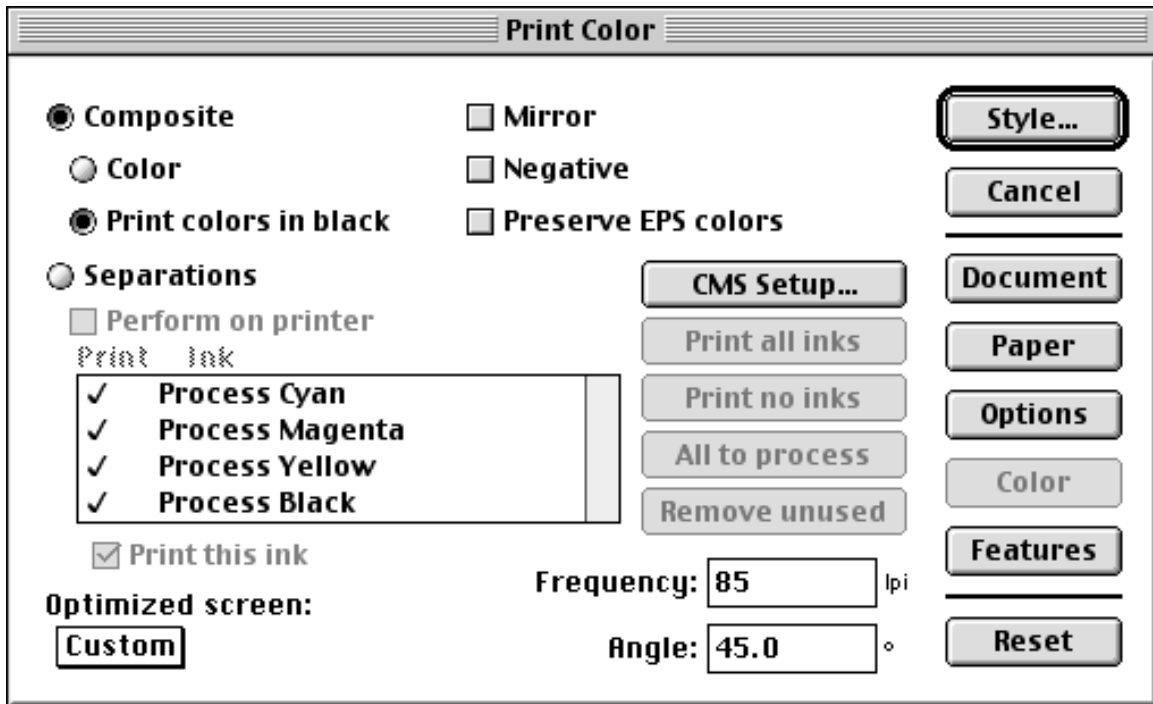 Print Color
Composite
Color
Print colors in black
Mirror
Negative
Preserve EPS colors
Separations
Perform on printer
Print Ink
Process Cyan
Process Magenta
Process Yellow
Process Black
Print this ink
Optimized screen:
Custom
CMS Setup...
Print all inks
Print no inks
All to process
Remove unused
Frequency: 85 lpi
Angle: 45.0 °
Style...
Cancel
Document
Paper
Options
Color
Features
Reset